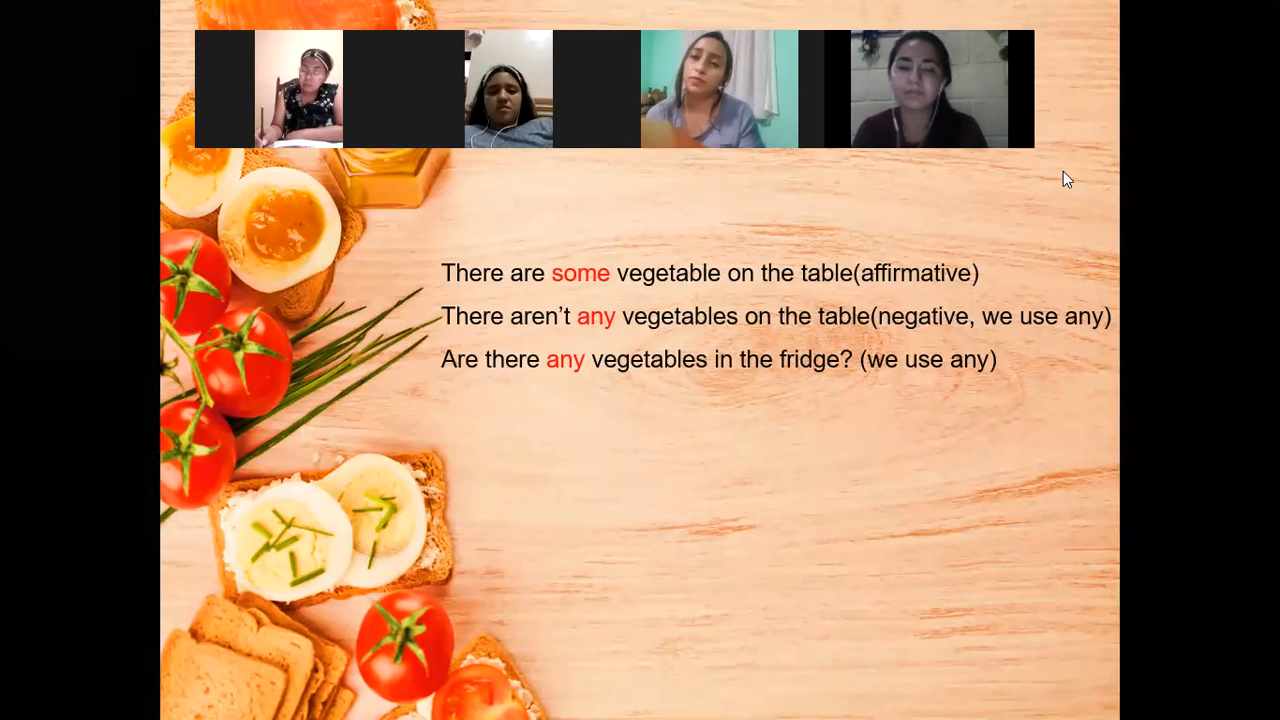 There are some vegetable on the table(affirmative)
There aren’t any vegetables on the table(negative, we use any)
Are there any vegetables in the fridge? (we use any)